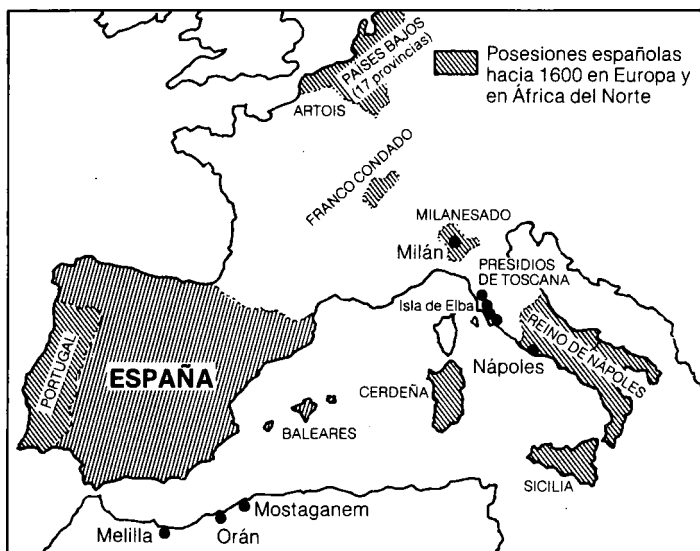 PAÍSES BAJOS
(17 provincias)
Posesiones españolas
hacia 1600 en Europa y
en África del Norte
ARTOIS
FRANCO CONDADO
MILANESADO
Milán
PRESIDIOS
DE TOSCANA
Isla de Elba
REINO DE NÁPOLES
Nápoles
PORTUGAL
ESPAÑA
CERDEÑA
BALEARES
SICILIA
Mostaganem
Melilla
Orán